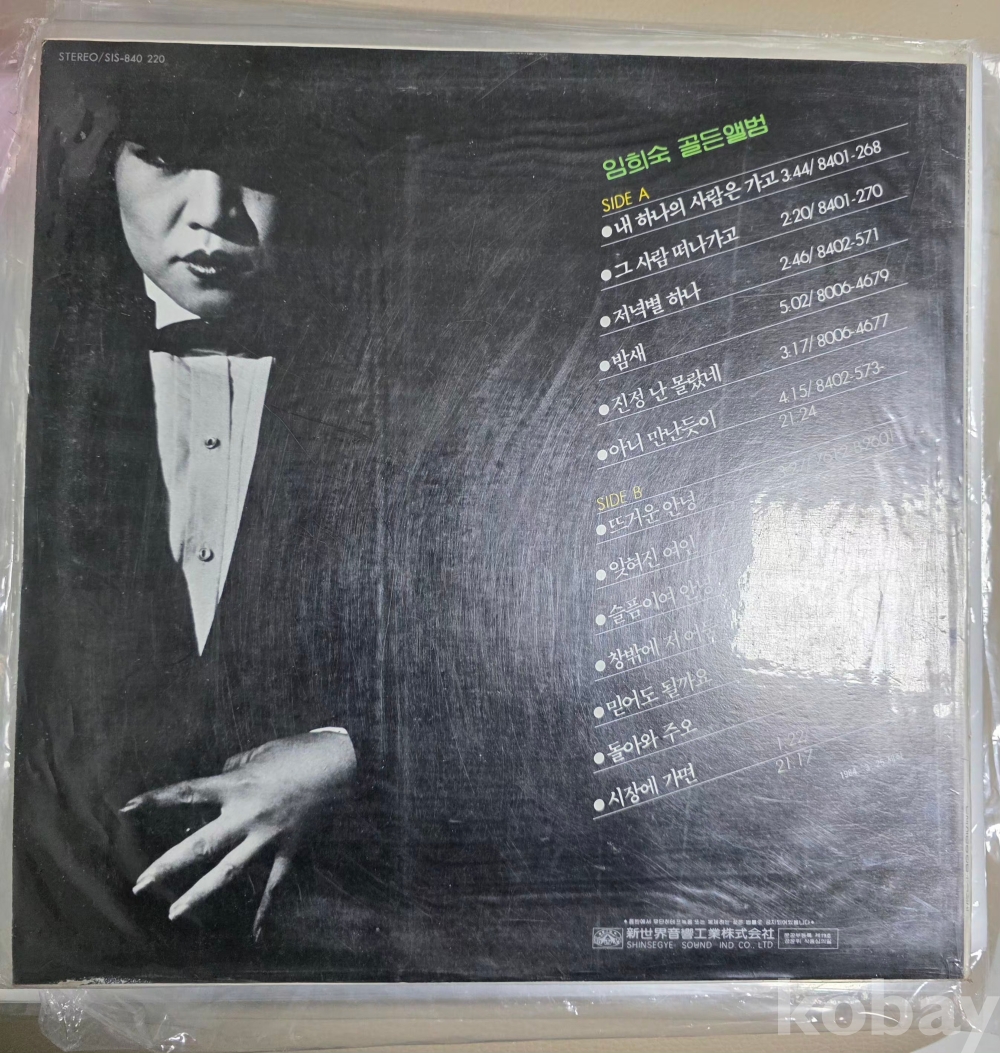 STEREO/SIS-840 220
임희숙 골든앨범
SIDE A
●내 하나의 사람은 가고 3:44/ 8401-268
●그 사람 떠나가고 2:20/ 8401-270
●저녁별 하나 2:46/ 8402-571
●밤새 5:02/ 8006-4679
●진정 난 몰랐네 3:17/ 8006-4677
●아니 만난듯이 4:15/ 8402-573-
21:24
SIDE B
●뜨거운 안녕
●잊혀진 여인
●슬픔이여 안녕
●창밖에 저
●믿어도 될까요
●돌아와 주오
●시장에 가면 1:22
21:17
新世界音響工業株式会社
SHINSEGYE SOUND IND CO. LTD
kobay